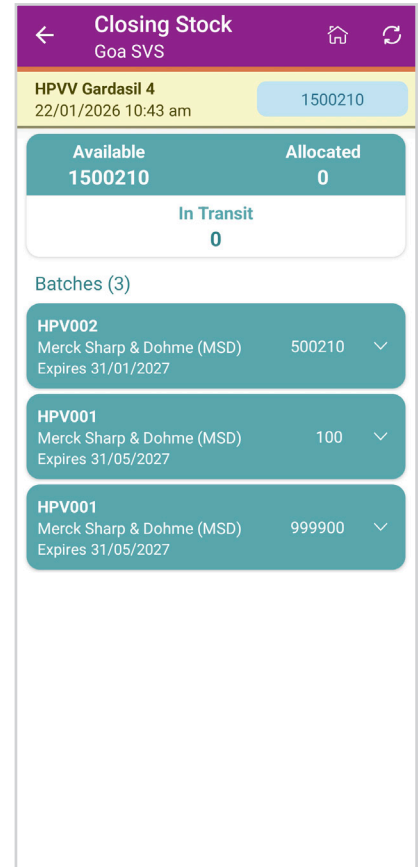 Closing Stock
Goa SVS
HPVV Gardasil 4
22/01/2026 10:43 am
1500210
Available
1500210
Allocated
0
In Transit
0
Batches (3)
HPV002
Merck Sharp & Dohme (MSD)
Expires 31/01/2027
500210
HPV001
Merck Sharp & Dohme (MSD)
Expires 31/05/2027
100
HPV001
Merck Sharp & Dohme (MSD)
Expires 31/05/2027
999900